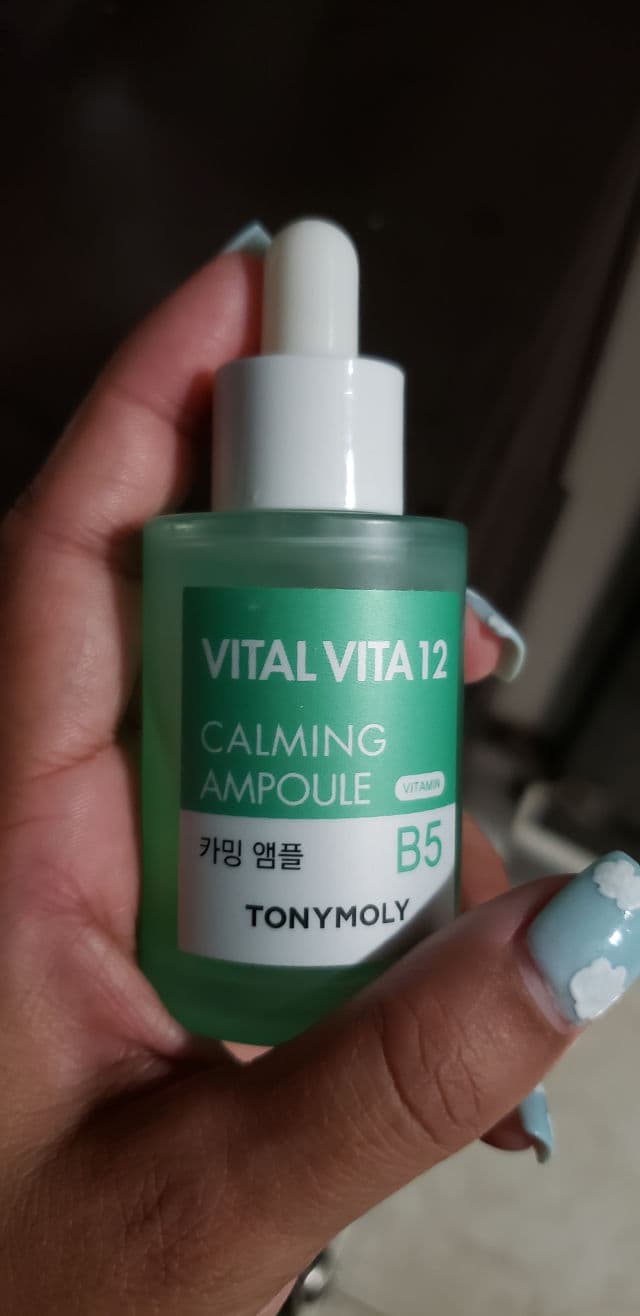 VITAL VITA 12
CALMING
AMPOULE VITAMIN
카밍 앰플 B5
TONYMOLY